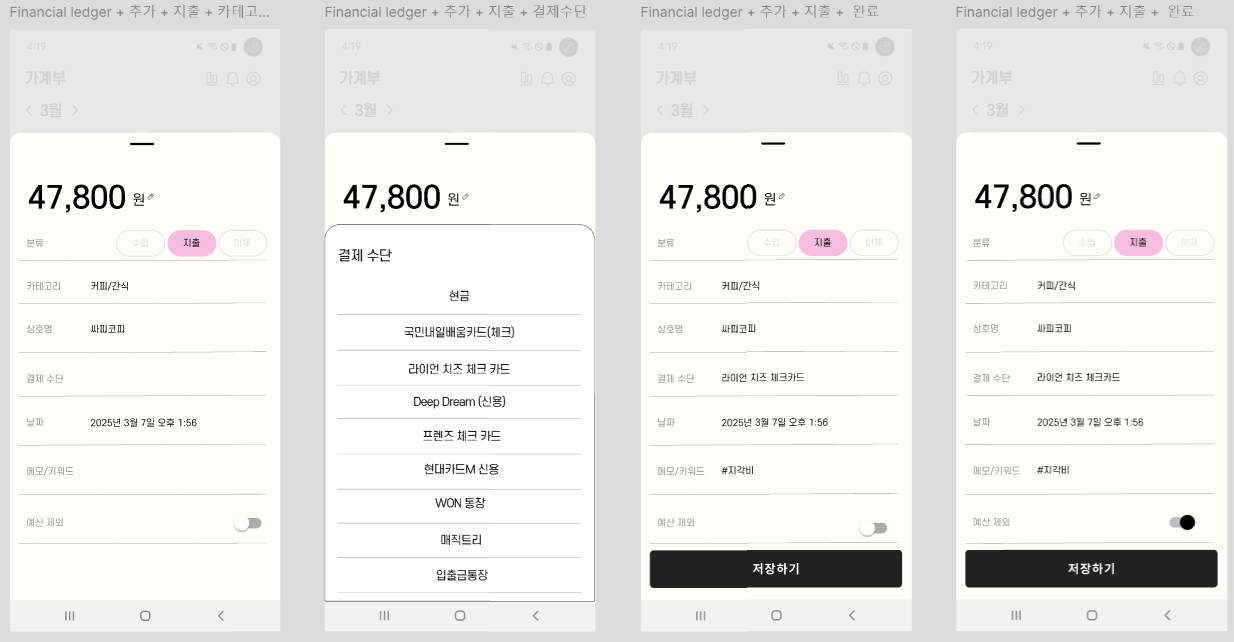 Financial ledger + 추가 + 지출 + 카테고...
4:19
가계부
3월
47,800 원
분류 수입 지출 이체
카테고리 커피/간식
상호명 싸피코피
결제 수단
날짜 2025년 3월 7일 오후 1:56
메모/키워드
예산 제외
Financial ledger + 추가 + 지출 + 결제수단
4:19
가계부
3월
47,800 원
결제 수단
현금
국민내일배움카드(체크)
라이언 치즈 체크 카드
Deep Dream (신용)
프렌즈 체크 카드
현대카드M 신용
WON 통장
매직트리
입출금통장
Financial ledger + 추가 + 지출 + 완료
4:19
가계부
3월
47,800 원
분류 수입 지출 이체
카테고리 커피/간식
상호명 싸피코피
결제 수단 라이언 치즈 체크카드
날짜 2025년 3월 7일 오후 1:56
메모/키워드 #지각비
예산 제외
저장하기
Financial ledger + 추가 + 지출 + 완료
4:19
가계부
3월
47,800 원
분류 수입 지출 이체
카테고리 커피/간식
상호명 싸피코피
결제 수단 라이언 치즈 체크카드
날짜 2025년 3월 7일 오후 1:56
메모/키워드 #지각비
예산 제외
저장하기